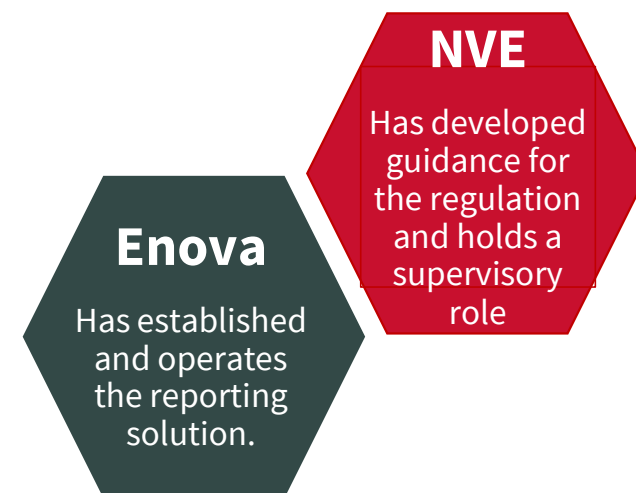 NVE
Has developed
guidance for
the regulation
and holds a
supervisory
role
Enova
Has established
and operates
the reporting
solution.